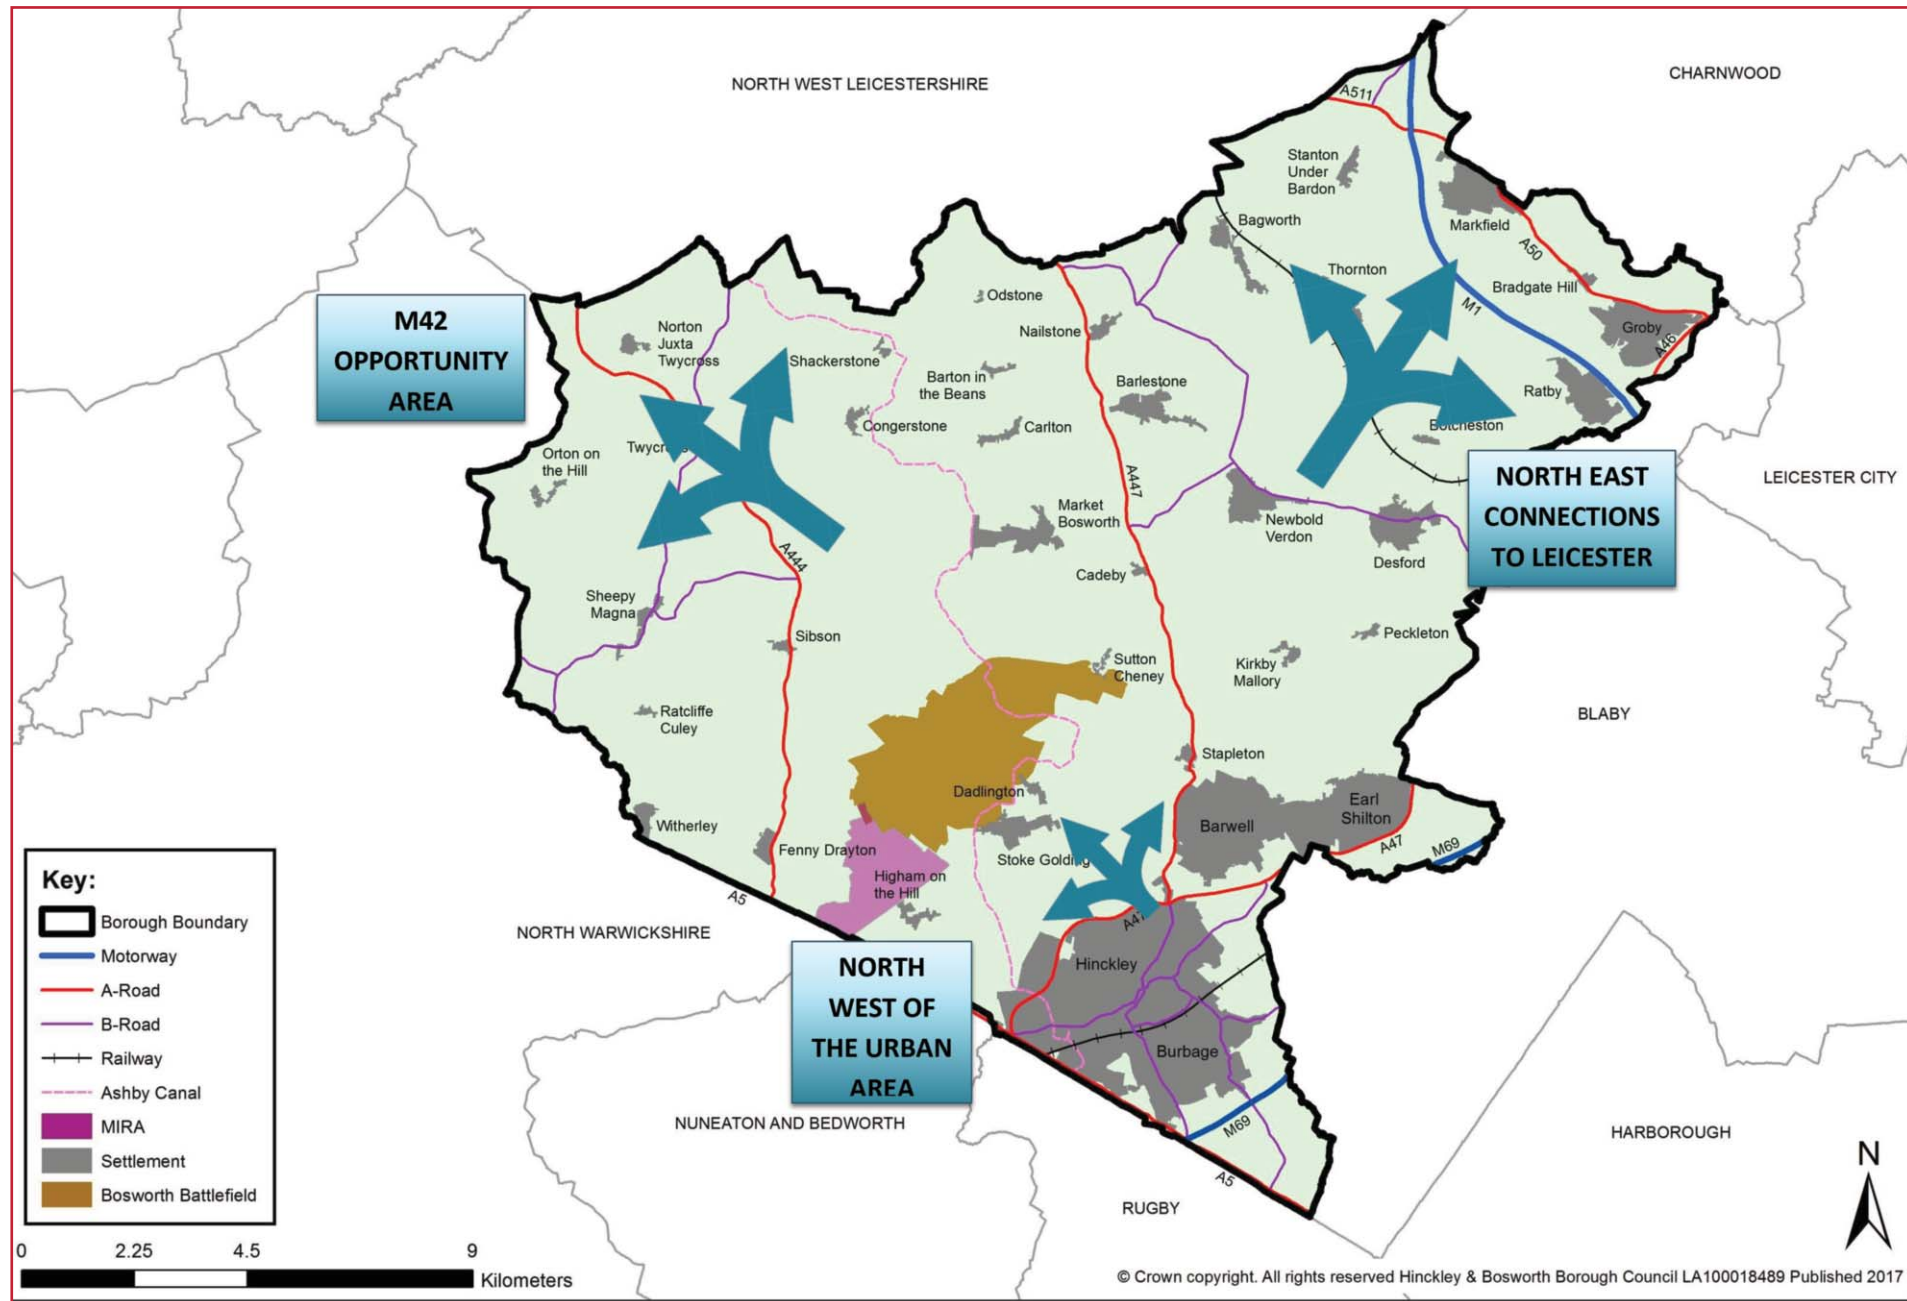 NORTH WEST LEICESTERSHIRE
CHARNWOOD
A511
Stanton
Under
Bardon
Markfield
Bagworth
A50
Thornton
Bradgate Hill
M1
Groby
A46
Ratby
Botcheston
M42
OPPORTUNITY
AREA
Norton
Juxta
Twycross
Shackerstone
Odstone
Nailstone
Barton in
the Beans
Barlestone
Congerstone
Carlton
Orton on
the Hill
A447
Market
Bosworth
Newbold
Verdon
Desford
NORTH EAST
CONNECTIONS
TO LEICESTER
LEICESTER CITY
A444
Cadeby
Sheepy
Magna
Sibson
Peckleton
Sutton
Cheney
Kirkby
Mallory
Ratcliffe
Culey
BLABY
Stapleton
Dadlington
Earl
Shilton
Barwell
Witherley
Fenny Drayton
Stoke Golding
A47
M69
Higham on
the Hill
A5
A47
NORTH WARWICKSHIRE
NORTH
WEST OF
THE URBAN
AREA
Hinckley
Burbage
M69
A5
NUNEATON AND BEDWORTH
RUGBY
HARBOROUGH
Key:
Borough Boundary
Motorway
A-Road
B-Road
Railway
Ashby Canal
MIRA
Settlement
Bosworth Battlefield
0 2.25 4.5 9
Kilometers
N
© Crown copyright. All rights reserved Hinckley & Bosworth Borough Council LA100018489 Published 2017